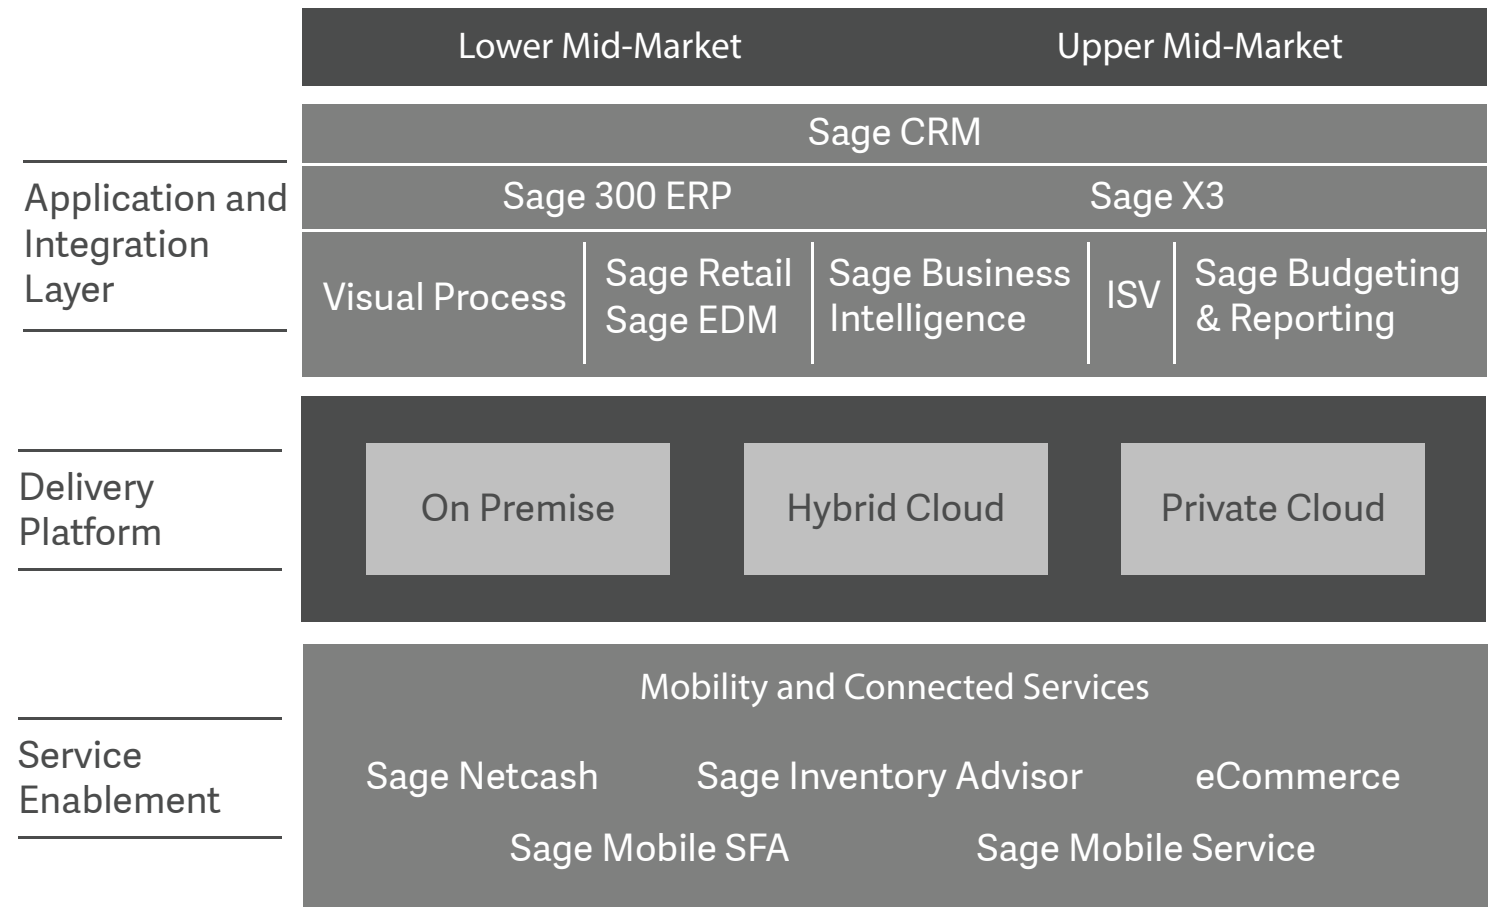 Lower Mid-Market
Upper Mid-Market
Sage CRM
Application and
Integration
Layer
Sage 300 ERP
Sage X3
Visual Process
Sage Retail
Sage EDM
Sage Business
Intelligence
ISV
Sage Budgeting
& Reporting
Delivery
Platform
On Premise
Hybrid Cloud
Private Cloud
Service
Enablement
Mobility and Connected Services
Sage Netcash
Sage Inventory Advisor
eCommerce
Sage Mobile SFA
Sage Mobile Service